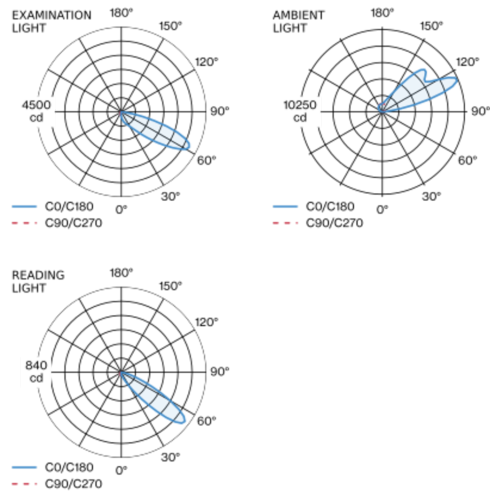 EXAMINATION
LIGHT
180°
150°
120°
4500
cd
90°
60°
30°
0°
C0/C180
C90/C270
AMBIENT
LIGHT
180°
150°
120°
10250
cd
90°
60°
30°
0°
C0/C180
C90/C270
READING
LIGHT
180°
150°
120°
840
cd
90°
60°
30°
0°
C0/C180
C90/C270